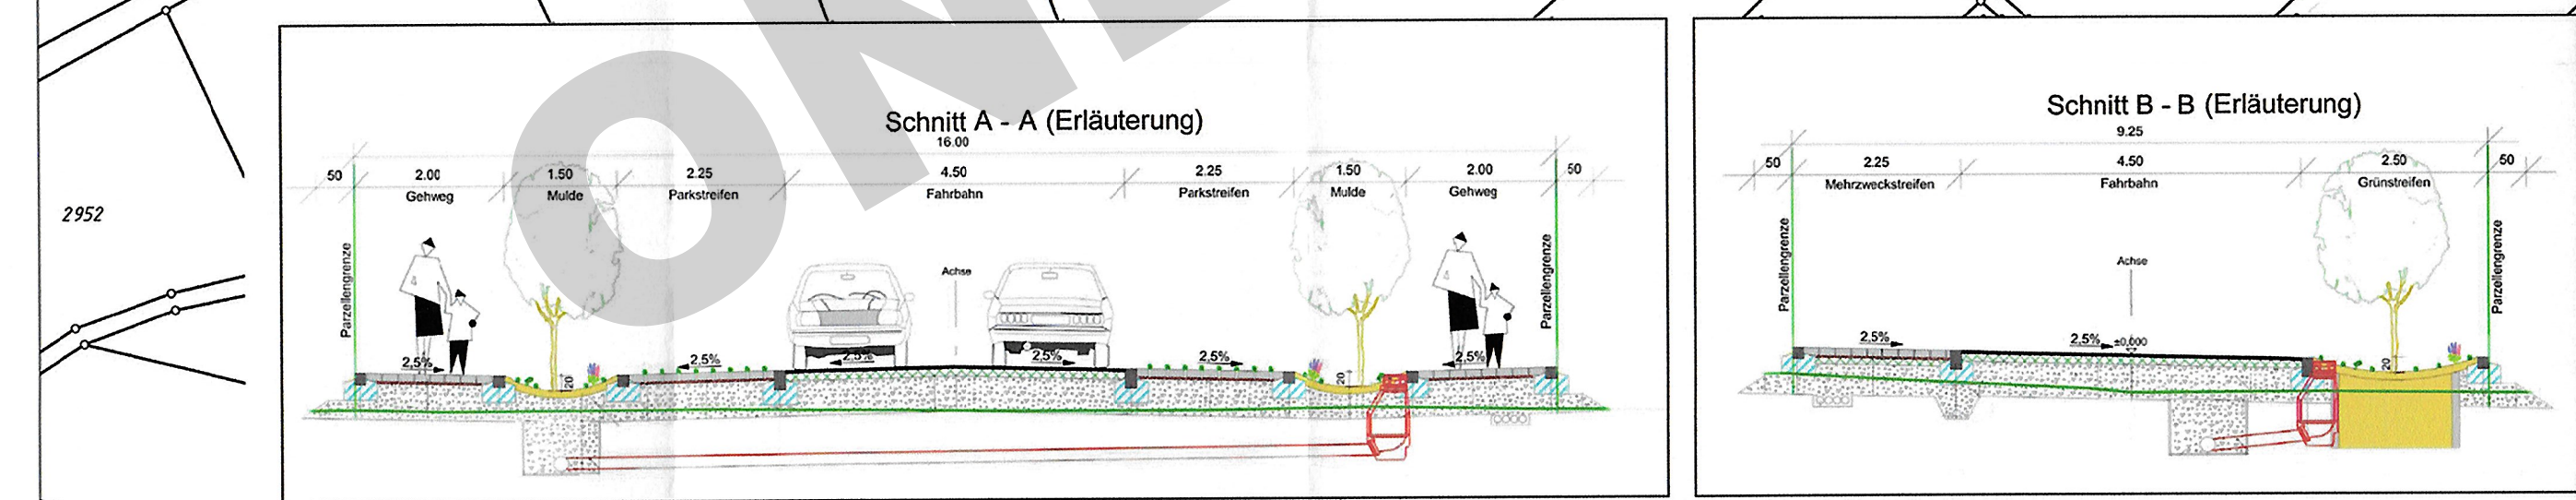 ONL
2952
Schnitt A - A (Erläuterung)
16.00
50 2.00 1.50 2.25 4.50 2.25 1.50 2.00 50
Gehweg Mulde Parkstreifen Fahrbahn Parkstreifen Mulde Gehweg
Parzellengrenze
Achse
Parzellengrenze
2,5% 20 2,5% 2,5% 2,5% 2,5% 20 2,5%
Schnitt B - B (Erläuterung)
9.25
50 2.25 4.50 2.50 50
Mehrzweckstreifen Fahrbahn Grünstreifen
Parzellengrenze
Achse
Parzellengrenze
2,5% 2,5% ±0,000 20